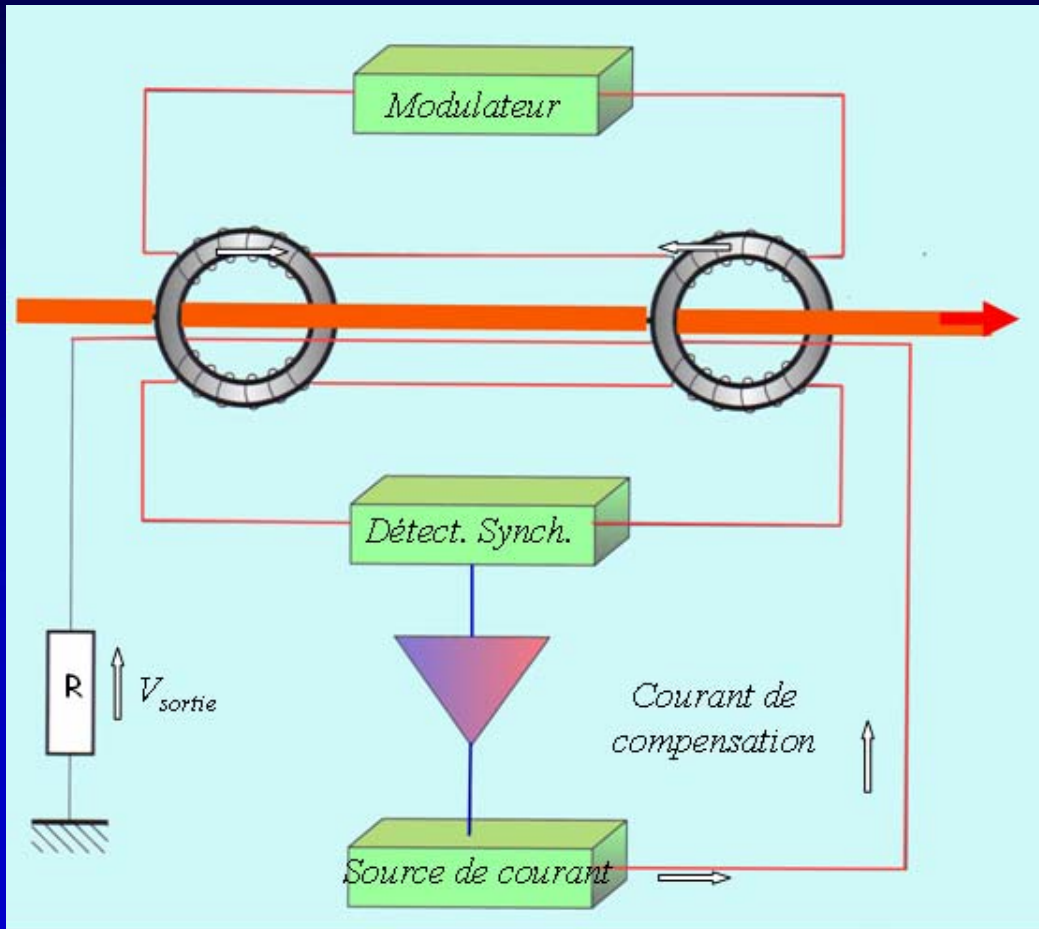 Modulateur
Détect. Synch.
R
V sortie
Courant de
compensation
Source de courant